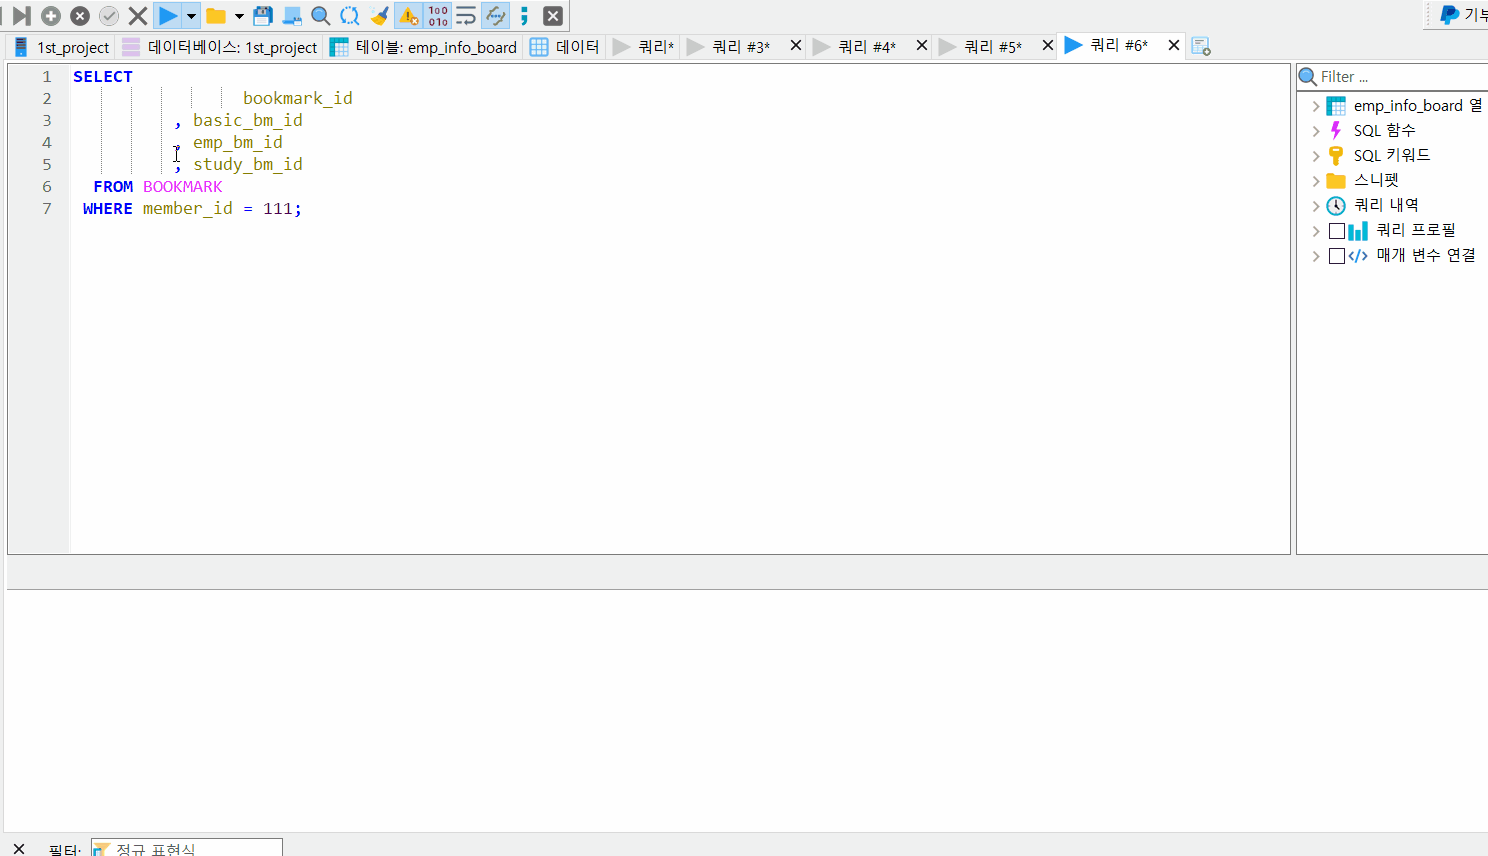 기부
1st_project 데이터베이스: 1st_project 테이블: emp_info_board 데이터 쿼리* 쿼리 #3* 쿼리 #4* 쿼리 #5* 쿼리 #6*
1 SELECT
2 bookmark_id
3 , basic_bm_id
4 , emp_bm_id
5 , study_bm_id
6 FROM BOOKMARK
7 WHERE member_id = 111;
Filter ...
emp_info_board 열
SQL 함수
SQL 키워드
스니펫
쿼리 내역
쿼리 프로필
매개 변수 연결
필터: 정규 표현식